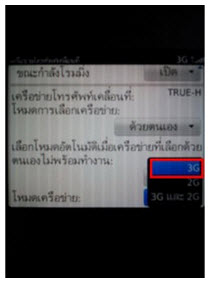 3G
ขณะกำลังโรมมิ่ง เปิด
เครือข่ายโทรศัพท์เคลื่อนที่: TRUE-H
โหมดการเลือกเครือข่าย:
ด้วยตนเอง
เลือกโหมดอัตโนมัติเมื่อเครือข่ายที่เลือกด้วย
ตนเองไม่พร้อมทำงาน:
3G
2G
โหมดเครือข่าย: 3G และ 2G